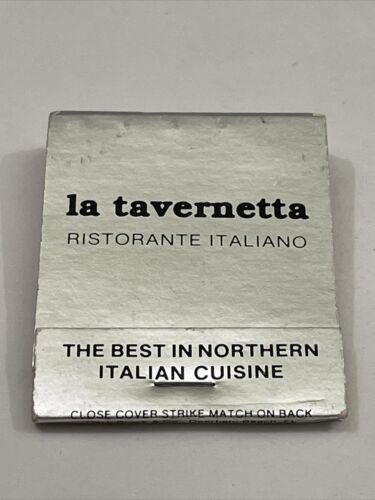 la tavernetta
RISTORANTE ITALIANO
THE BEST IN NORTHERN
ITALIAN CUISINE
CLOSE COVER STRIKE MATCH ON BACK